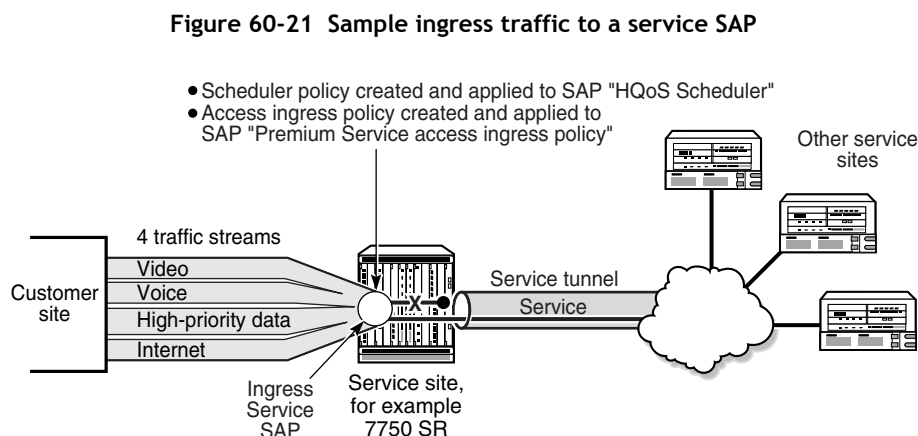 Figure 60-21 Sample ingress traffic to a service SAP
• Scheduler policy created and applied to SAP "HQoS Scheduler"
• Access ingress policy created and applied to
SAP "Premium Service access ingress policy"
Other service
sites
4 traffic streams
Video
Voice
High-priority data
Internet
Customer
site
X
Service tunnel
Service
Ingress
Service
SAP
Service site,
for example
7750 SR